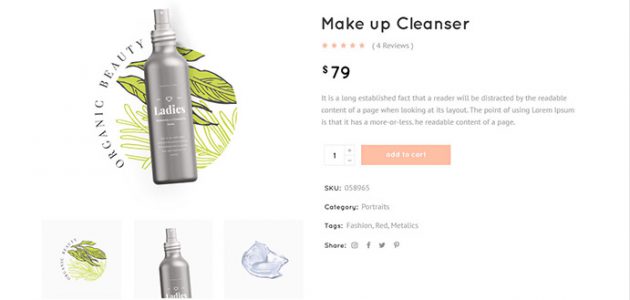 Make up Cleanser
( 4 Reviews )
$79
It is a long established fact that a reader will be distracted by the readable
content of a page when looking at its layout.The point of using Lorem Ipsum
is that it has a more-or-less, he readable content of a page.
1
add to cart
SKU: 058965
Category: Portraits
Tags: Fashion, Red, Metalics
Share:
ORGANIC BEAUTY
Ladies
ORGANIC BEAUTY
Ladies